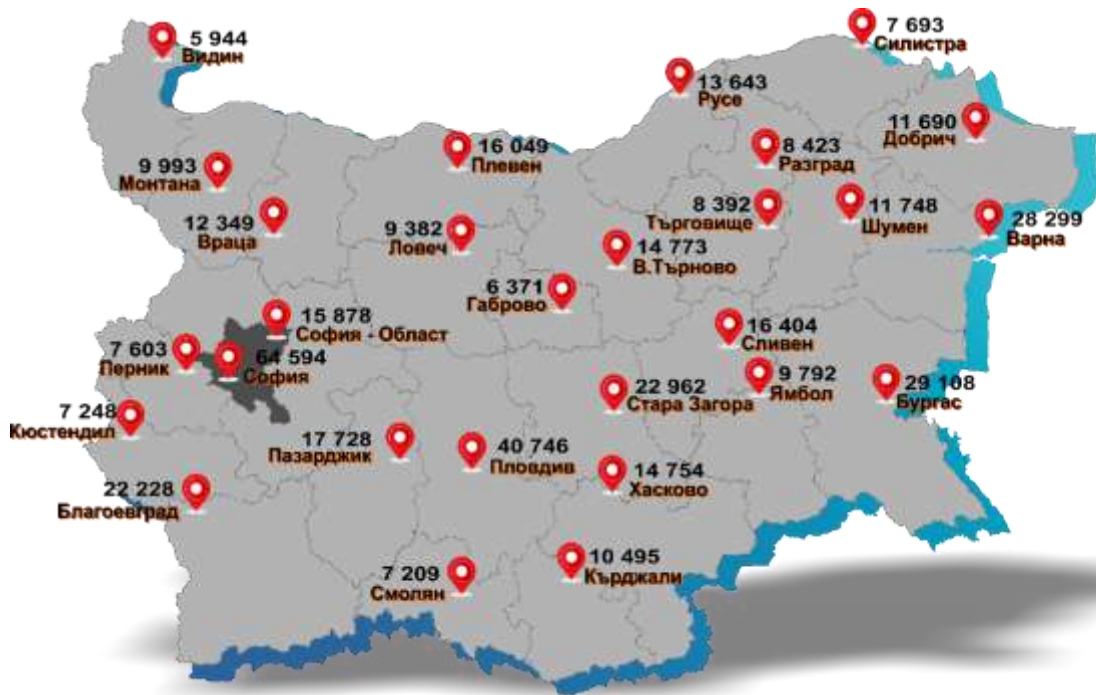 5 944
Видин
7 693
Силистра
13 643
Русе
11 690
Добрич
16 049
Плевен
8 423
Разград
9 993
Монтана
8 392
Търговище
11 748
Шумен
12 349
Враца
9 382
Ловеч
28 299
Варна
14 773
В.Търново
6 371
Габрово
15 878
София - Област
16 404
Сливен
7 603
Перник
64 594
София
9 792
Ямбол
29 108
Бургас
22 962
Стара Загора
7 248
Кюстендил
17 728
Пазарджик
40 746
Пловдив
14 754
Хасково
22 228
Благоевград
10 495
Кърджали
7 209
Смолян